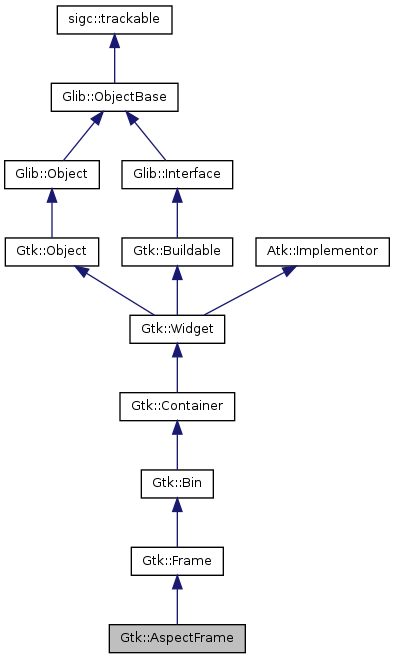 sigc::trackable
Glib::ObjectBase
Glib::Object
Glib::Interface
Gtk::Object
Gtk::Buildable
Atk::Implementor
Gtk::Widget
Gtk::Container
Gtk::Bin
Gtk::Frame
Gtk::AspectFrame